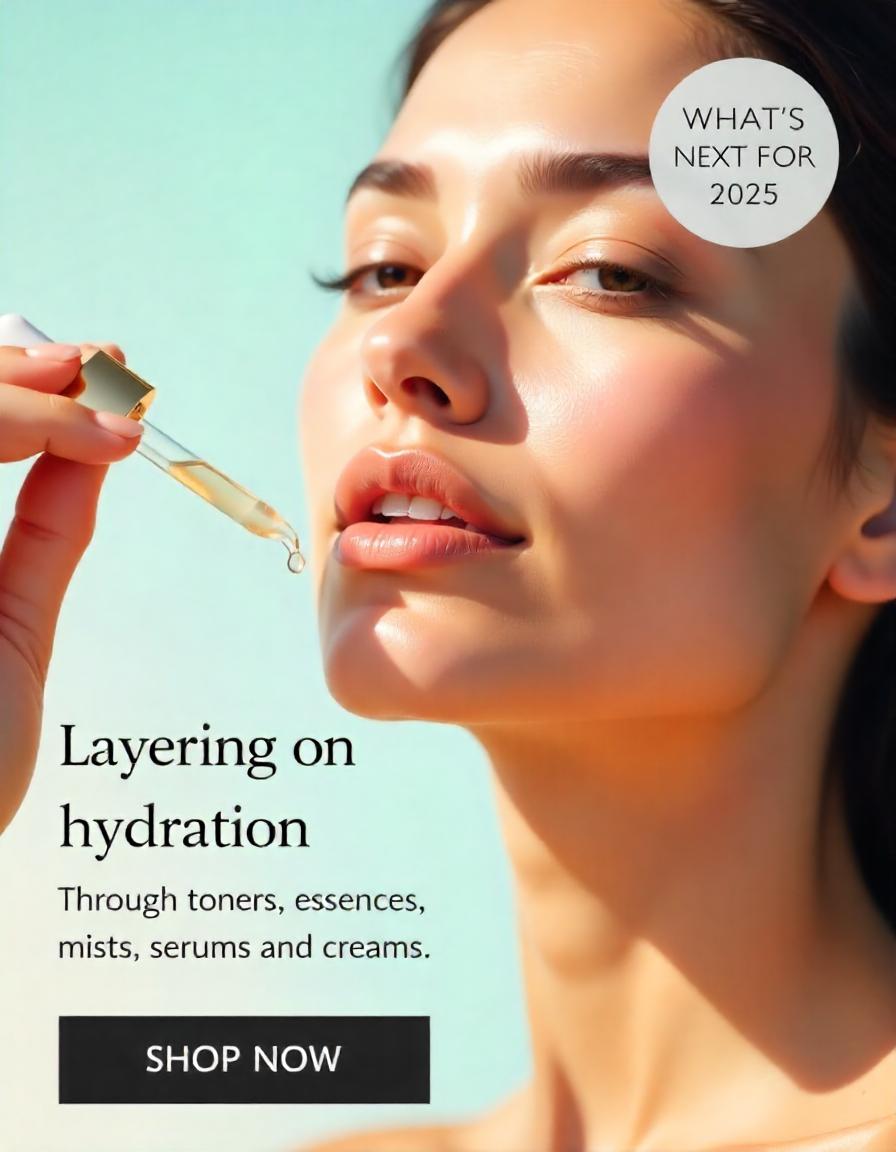 WHAT'S
NEXT FOR
2025
Layering on
hydration
Through toners, essences,
mists, serums and creams.
SHOP NOW